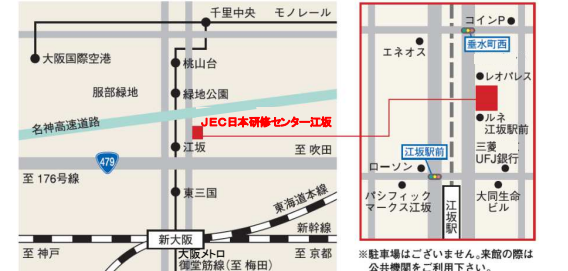 千里中央
モノレール
大阪国際空港
桃山台
服部緑地
緑地公園
名神高速道路
JEC日本研修センター江坂
479
江坂
至 吹田
至 176号線
東三国
東海道本線
新幹線
新大阪
至 神戸
大阪メトロ
御堂筋線(至 梅田)
至 京都
コインP
エネオス
垂水町西
レオパレス
ルネ
江坂駅前
江坂駅前
三菱
UFJ銀行
ローソン
パシフィック
マークス江坂
江坂駅
大同生命
ビル
※駐車場はございません。来館の際は
公共機関をご利用下さい。